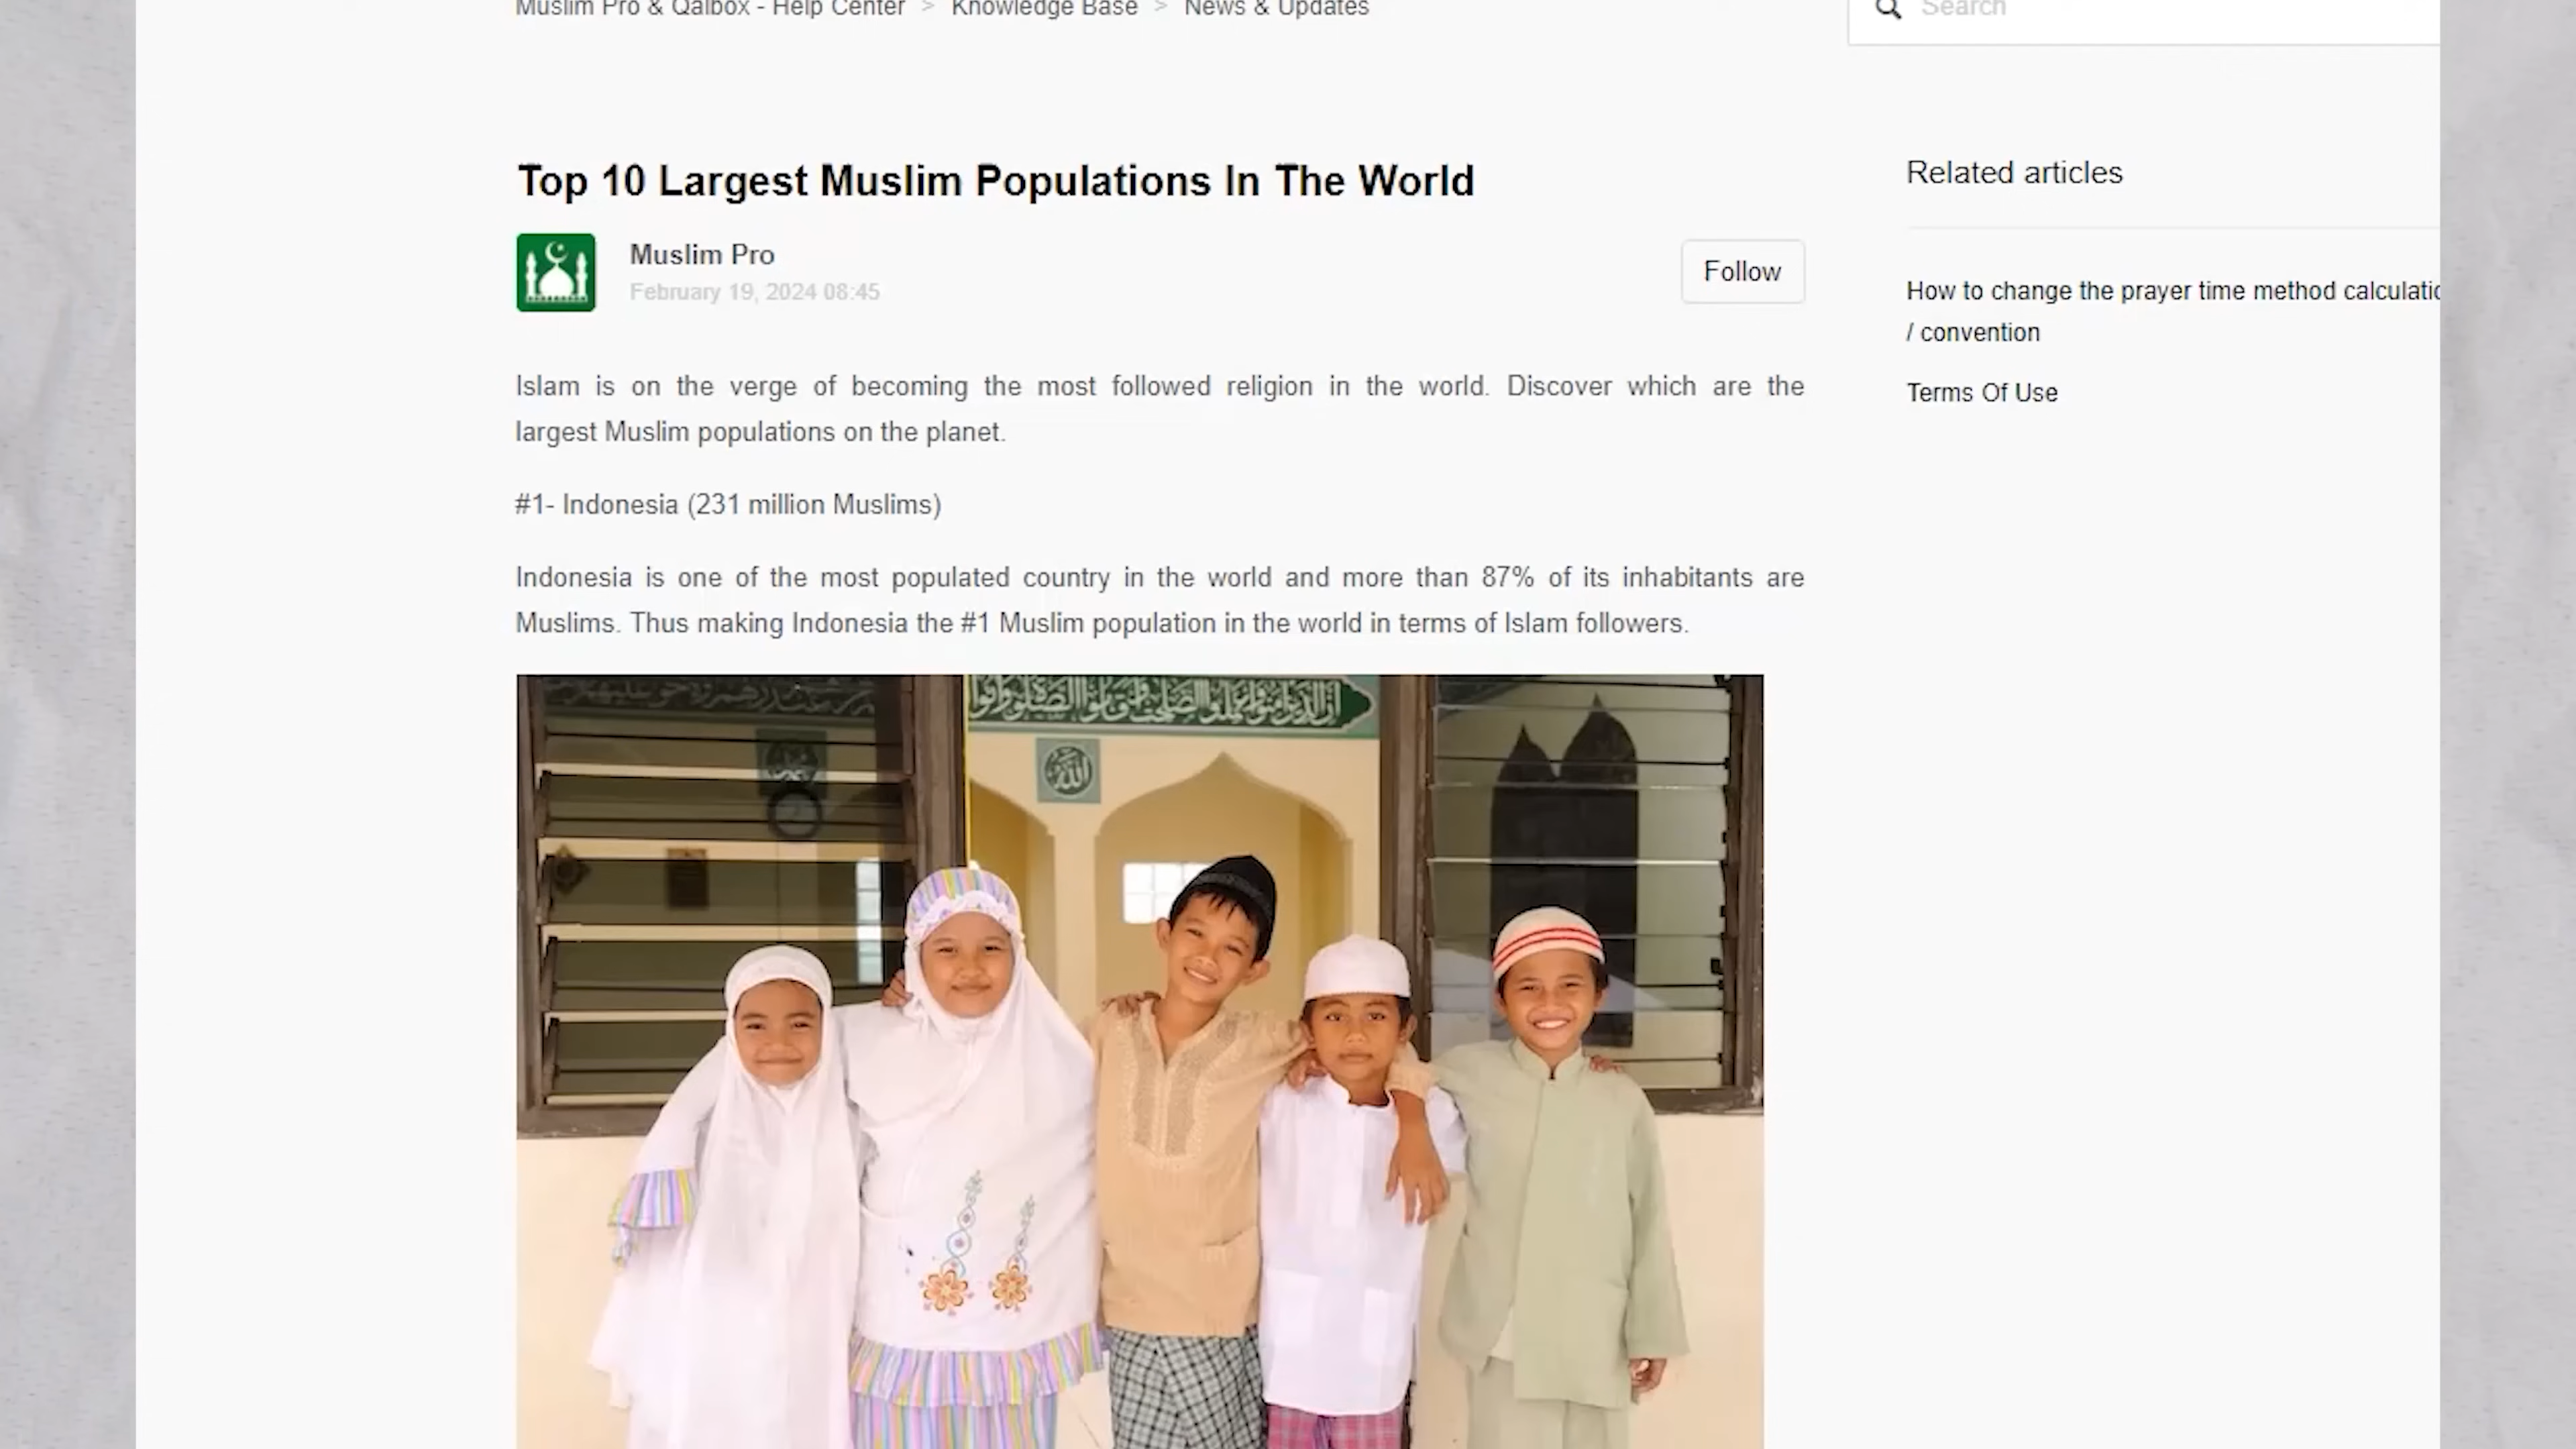 Muslim Pro & Qalbox - Help Center > Knowledge Base > News & Updates
Search
Top 10 Largest Muslim Populations In The World
Muslim Pro
February 19, 2024 08:45
Follow
Islam is on the verge of becoming the most followed religion in the world. Discover which are the
largest Muslim populations on the planet.
#1- Indonesia (231 million Muslims)
Indonesia is one of the most populated country in the world and more than 87% of its inhabitants are
Muslims. Thus making Indonesia the #1 Muslim population in the world in terms of Islam followers.
الله
Related articles
How to change the prayer time method calculatio
/ convention
Terms Of Use